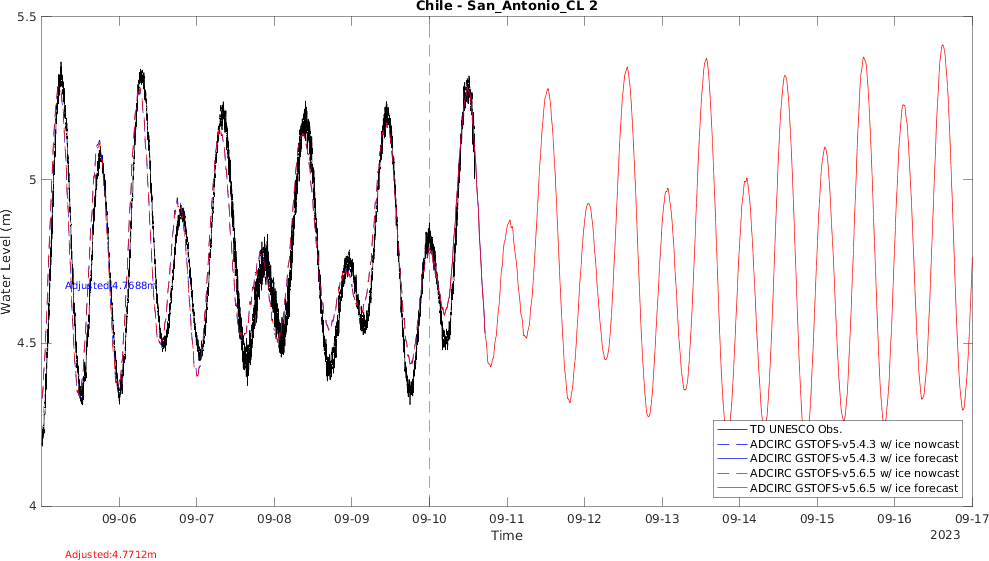 Chile - San_Antonio_CL 2
5.5
5
4.5
4
Water Level (m)
Adjusted:4.7688m
TD UNESCO Obs.
ADCIRC GSTOFS-v5.4.3 w/ ice nowcast
ADCIRC GSTOFS-v5.4.3 w/ ice forecast
ADCIRC GSTOFS-v5.6.5 w/ ice nowcast
ADCIRC GSTOFS-v5.6.5 w/ ice forecast
09-06 09-07 09-08 09-09 09-10 09-11 09-12 09-13 09-14 09-15 09-16 09-17
Time
2023
Adjusted:4.7712m